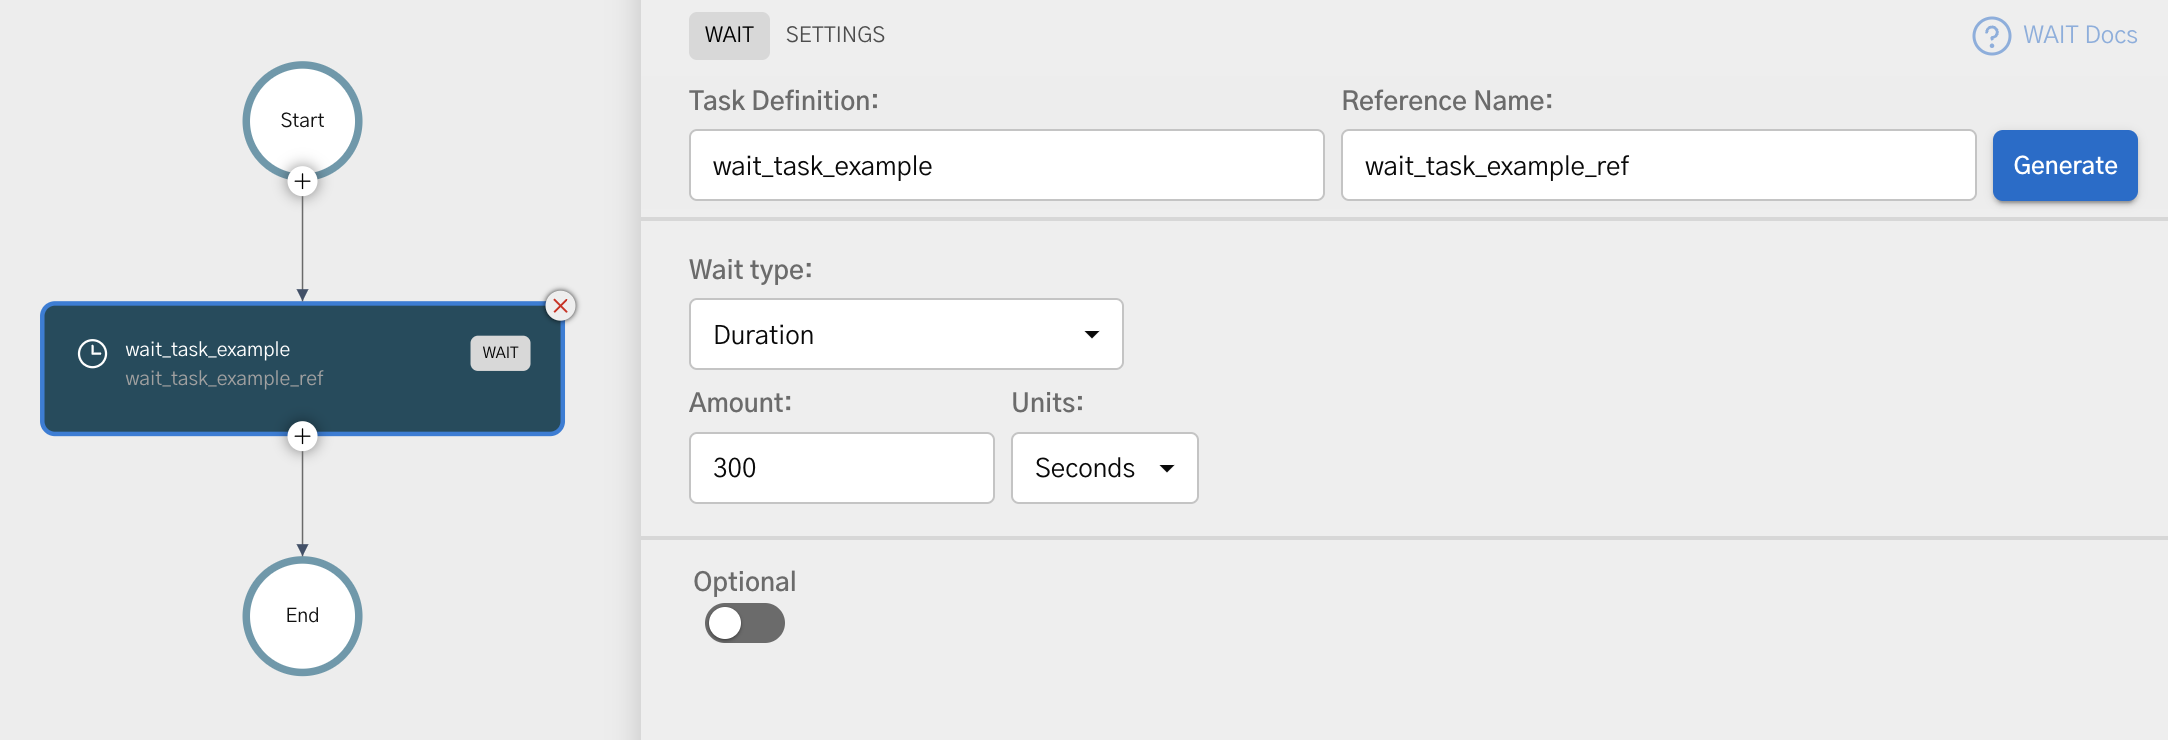 Start
wait_task_example
wait_task_example_ref
WAIT
End
WAIT SETTINGS
? WAIT Docs
Task Definition:
wait_task_example
Reference Name:
wait_task_example_ref
Generate
Wait type:
Duration
Amount:
300
Units:
Seconds
Optional